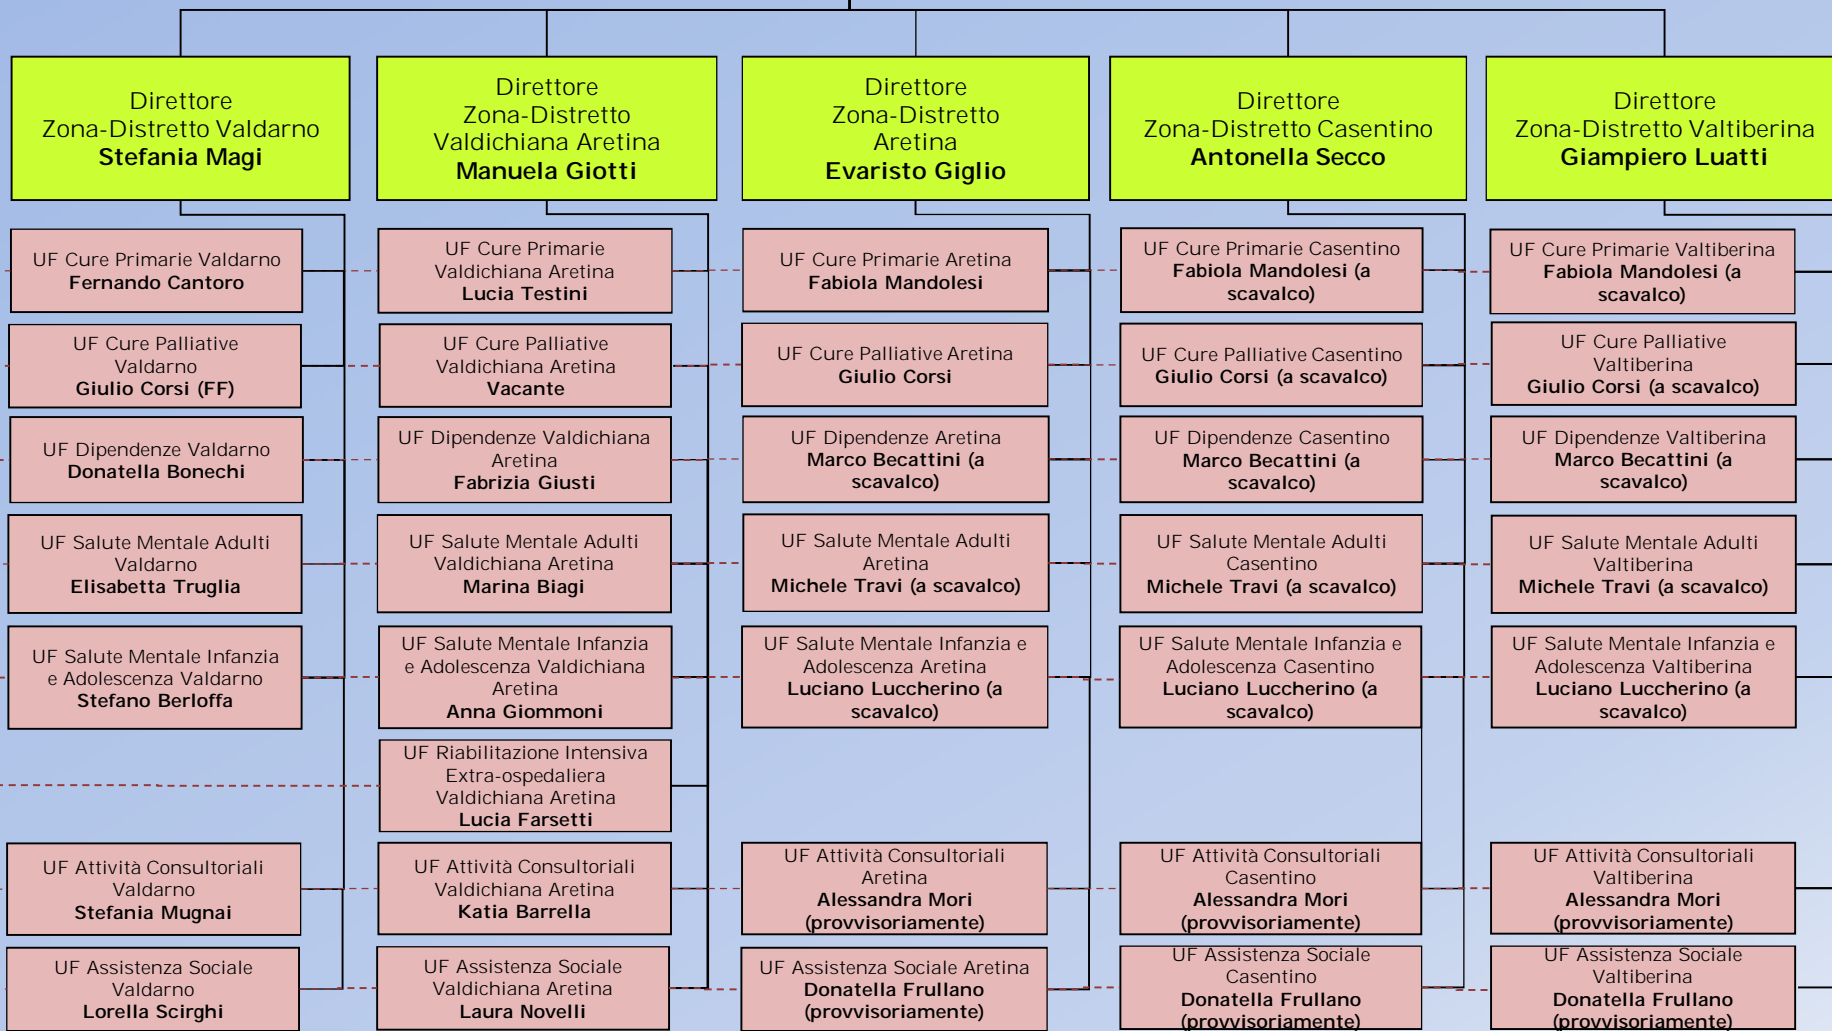 Direttore
Zona-Distretto Valdarno
Stefania Magi
Direttore
Zona-Distretto
Valdichiana Aretina
Manuela Giotti
Direttore
Zona-Distretto
Aretina
Evaristo Giglio
Direttore
Zona-Distretto Casentino
Antonella Secco
Direttore
Zona-Distretto Valtiberina
Giampiero Luatti
UF Cure Primarie Valdarno
Fernando Cantoro
UF Cure Primarie
Valdichiana Aretina
Lucia Testini
UF Cure Primarie Aretina
Fabiola Mandolesi
UF Cure Primarie Casentino
Fabiola Mandolesi (a
scavalco)
UF Cure Primarie Valtiberina
Fabiola Mandolesi (a
scavalco)
UF Cure Palliative
Valdarno
Giulio Corsi (FF)
UF Cure Palliative
Valdichiana Aretina
Vacante
UF Cure Palliative Aretina
Giulio Corsi
UF Cure Palliative Casentino
Giulio Corsi (a scavalco)
UF Cure Palliative
Valtiberina
Giulio Corsi (a scavalco)
UF Dipendenze Valdarno
Donatella Bonechi
UF Dipendenze Valdichiana
Aretina
Fabrizia Giusti
UF Dipendenze Aretina
Marco Becattini (a
scavalco)
UF Dipendenze Casentino
Marco Becattini (a
scavalco)
UF Dipendenze Valtiberina
Marco Becattini (a
scavalco)
UF Salute Mentale Adulti
Valdarno
Elisabetta Truglia
UF Salute Mentale Adulti
Valdichiana Aretina
Marina Biagi
UF Salute Mentale Adulti
Aretina
Michele Travi (a scavalco)
UF Salute Mentale Adulti
Casentino
Michele Travi (a scavalco)
UF Salute Mentale Adulti
Valtiberina
Michele Travi (a scavalco)
UF Salute Mentale Infanzia
e Adolescenza Valdarno
Stefano Berloffa
UF Salute Mentale Infanzia
e Adolescenza Valdichiana
Aretina
Anna Giommoni
UF Salute Mentale Infanzia e
Adolescenza Aretina
Luciano Luccherino (a
scavalco)
UF Salute Mentale Infanzia e
Adolescenza Casentino
Luciano Luccherino (a
scavalco)
UF Salute Mentale Infanzia e
Adolescenza Valtiberina
Luciano Luccherino (a
scavalco)
UF Riabilitazione Intensiva
Extra-ospedaliera
Valdichiana Aretina
Lucia Farsetti
UF Attività Consultoriali
Valdarno
Stefania Mugnai
UF Attività Consultoriali
Valdichiana Aretina
Katia Barrella
UF Attività Consultoriali
Aretina
Alessandra Mori
(provvisoriamente)
UF Attività Consultoriali
Casentino
Alessandra Mori
(provvisoriamente)
UF Attività Consultoriali
Valtiberina
Alessandra Mori
(provvisoriamente)
UF Assistenza Sociale
Valdarno
Lorella Scirghi
UF Assistenza Sociale
Valdichiana Aretina
Laura Novelli
UF Assistenza Sociale Aretina
Donatella Frullano
(provvisoriamente)
UF Assistenza Sociale
Casentino
Donatella Frullano
(provvisoriamente)
UF Assistenza Sociale
Valtiberina
Donatella Frullano
(provvisoriamente)